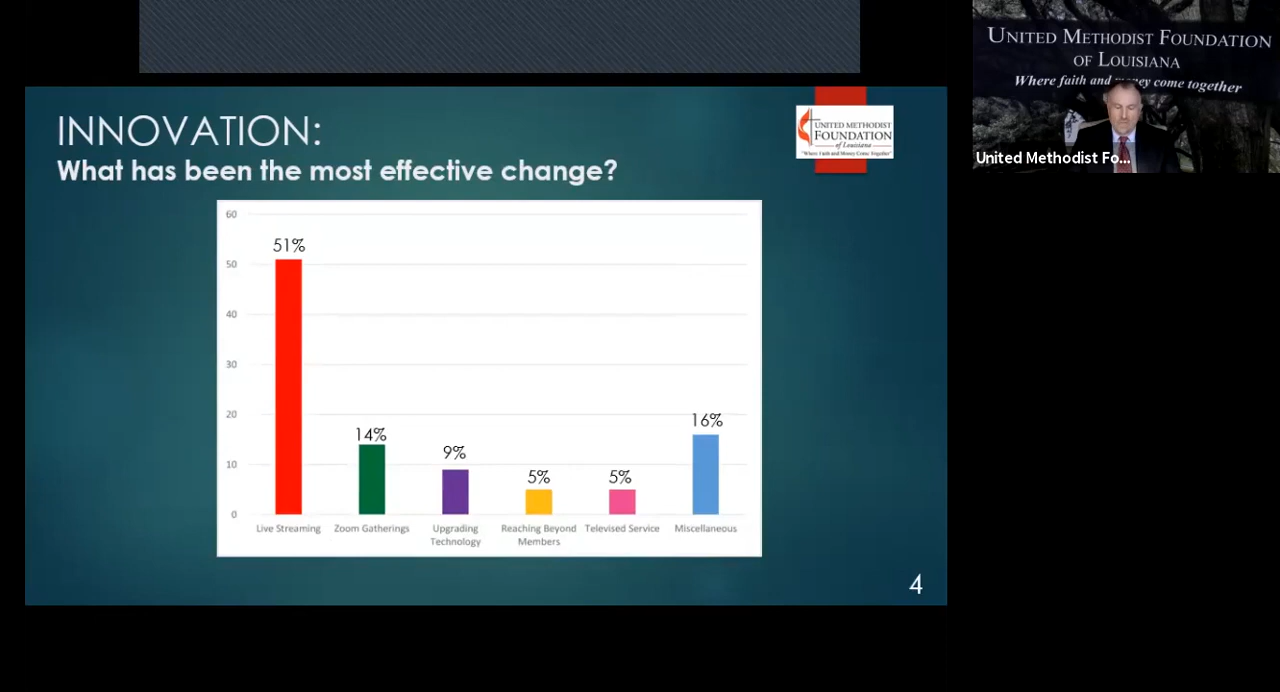 INNOVATION:
What has been the most effective change?
UNITED METHODIST
FOUNDATION
of Louisiana
"Where Faith and Money Come Together"
60
50
40
30
20
10
0
51%
14%
9%
5%
5%
16%
Live Streaming
Zoom Gatherings
Upgrading
Technology
Reaching Beyond
Members
Televised Service
Miscellaneous
4
UNITED METHODIST FOUNDATION
OF LOUISIANA
Where faith and money come together
United Methodist Fo...